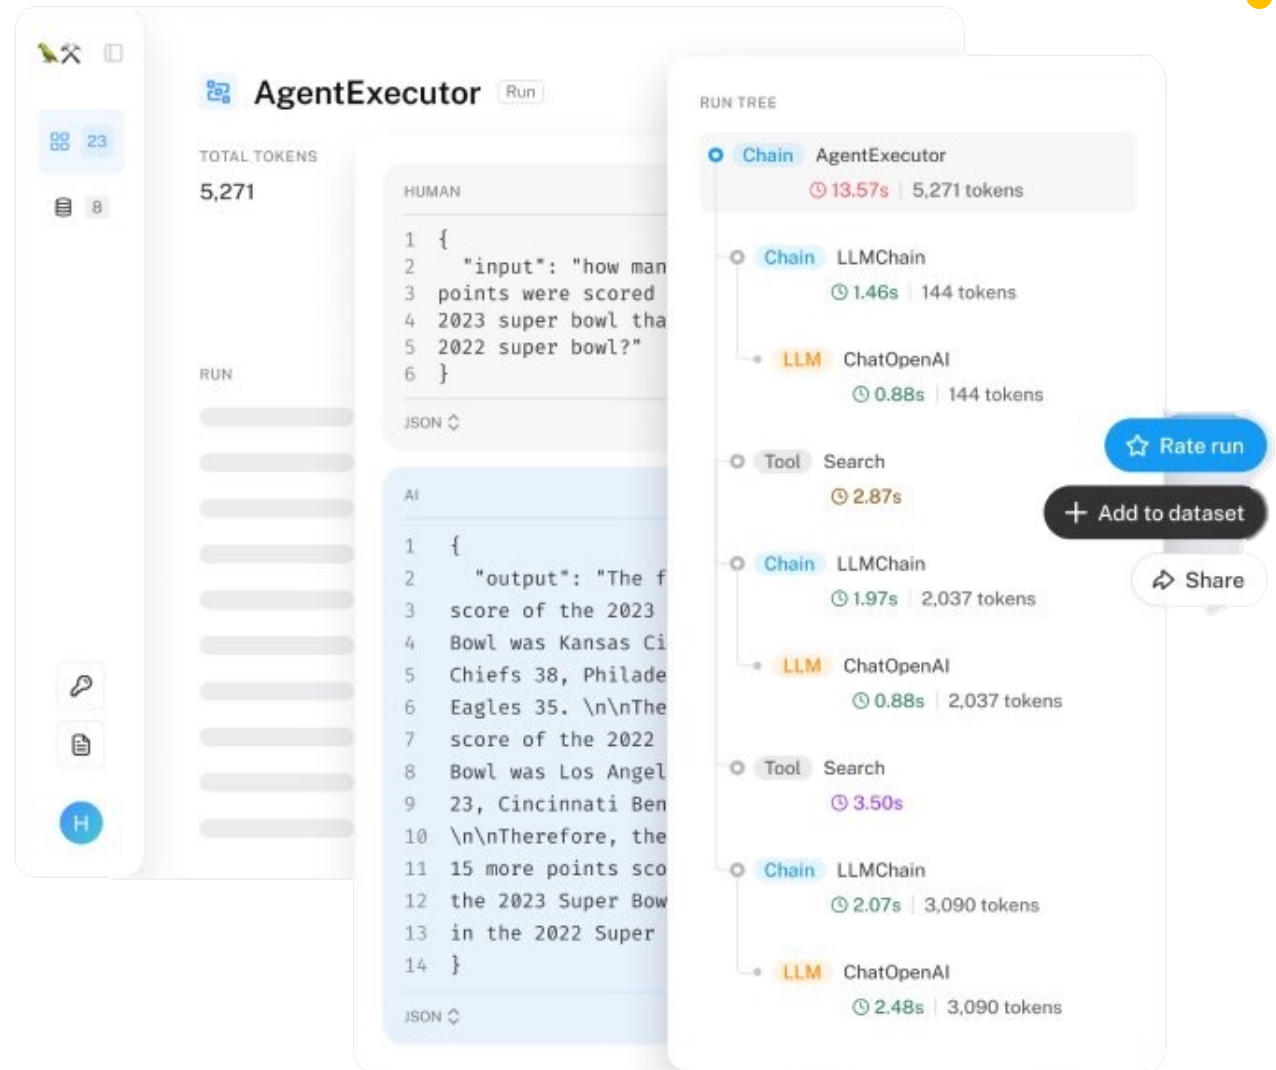 23
8
H
AgentExecutor Run
TOTAL TOKENS
5,271
RUN
HUMAN
1 {
2 "input": "how man
3 points were scored
4 2023 super bowl tha
5 2022 super bowl?"
6 }
JSON
AI
1 {
2 "output": "The f
3 score of the 2023
4 Bowl was Kansas Ci
5 Chiefs 38, Philade
6 Eagles 35. \n\nThe
7 score of the 2022
8 Bowl was Los Angel
9 23, Cincinnati Ben
10 \n\nTherefore, the
11 15 more points sco
12 the 2023 Super Bow
13 in the 2022 Super
14 }
JSON
RUN TREE
Chain AgentExecutor
13.57s | 5,271 tokens
Chain LLMChain
1.46s | 144 tokens
LLM ChatOpenAI
0.88s | 144 tokens
Tool Search
2.87s
Chain LLMChain
1.97s | 2,037 tokens
LLM ChatOpenAI
0.88s | 2,037 tokens
Tool Search
3.50s
Chain LLMChain
2.07s | 3,090 tokens
LLM ChatOpenAI
2.48s | 3,090 tokens
Rate run
+ Add to dataset
Share